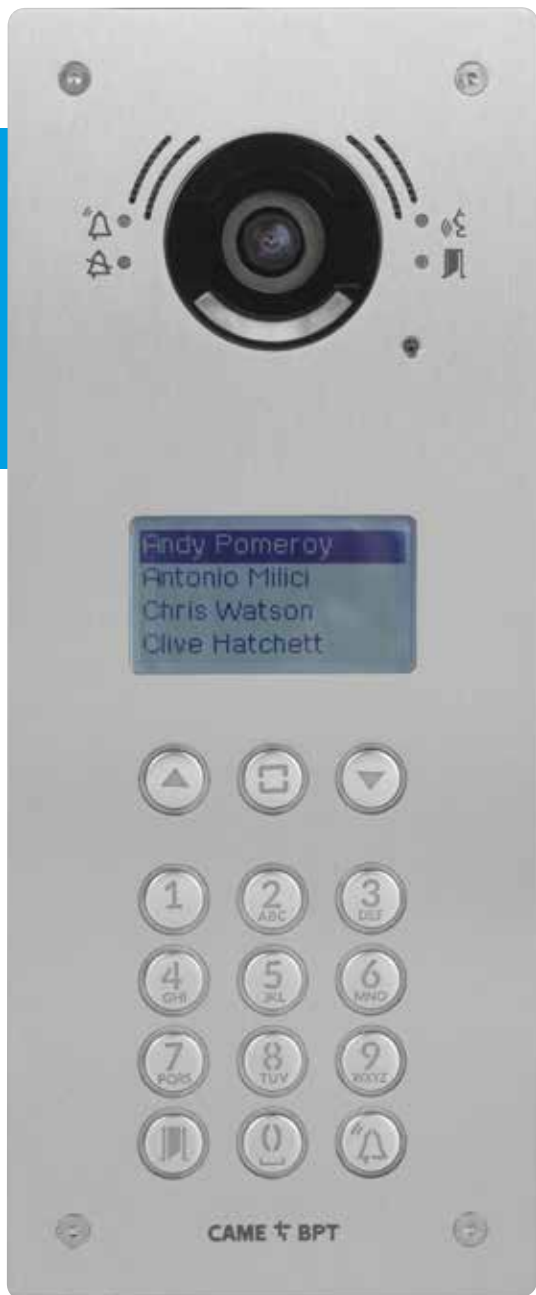 Andy Pomeroy
Antonio Milici
Chris Watson
Clive Hatchett
1 2 3
ABC DEF
4 5 6
GHI JKL MNO
7 8 9
PQRS TUV WXYZ
0
CAME BPT